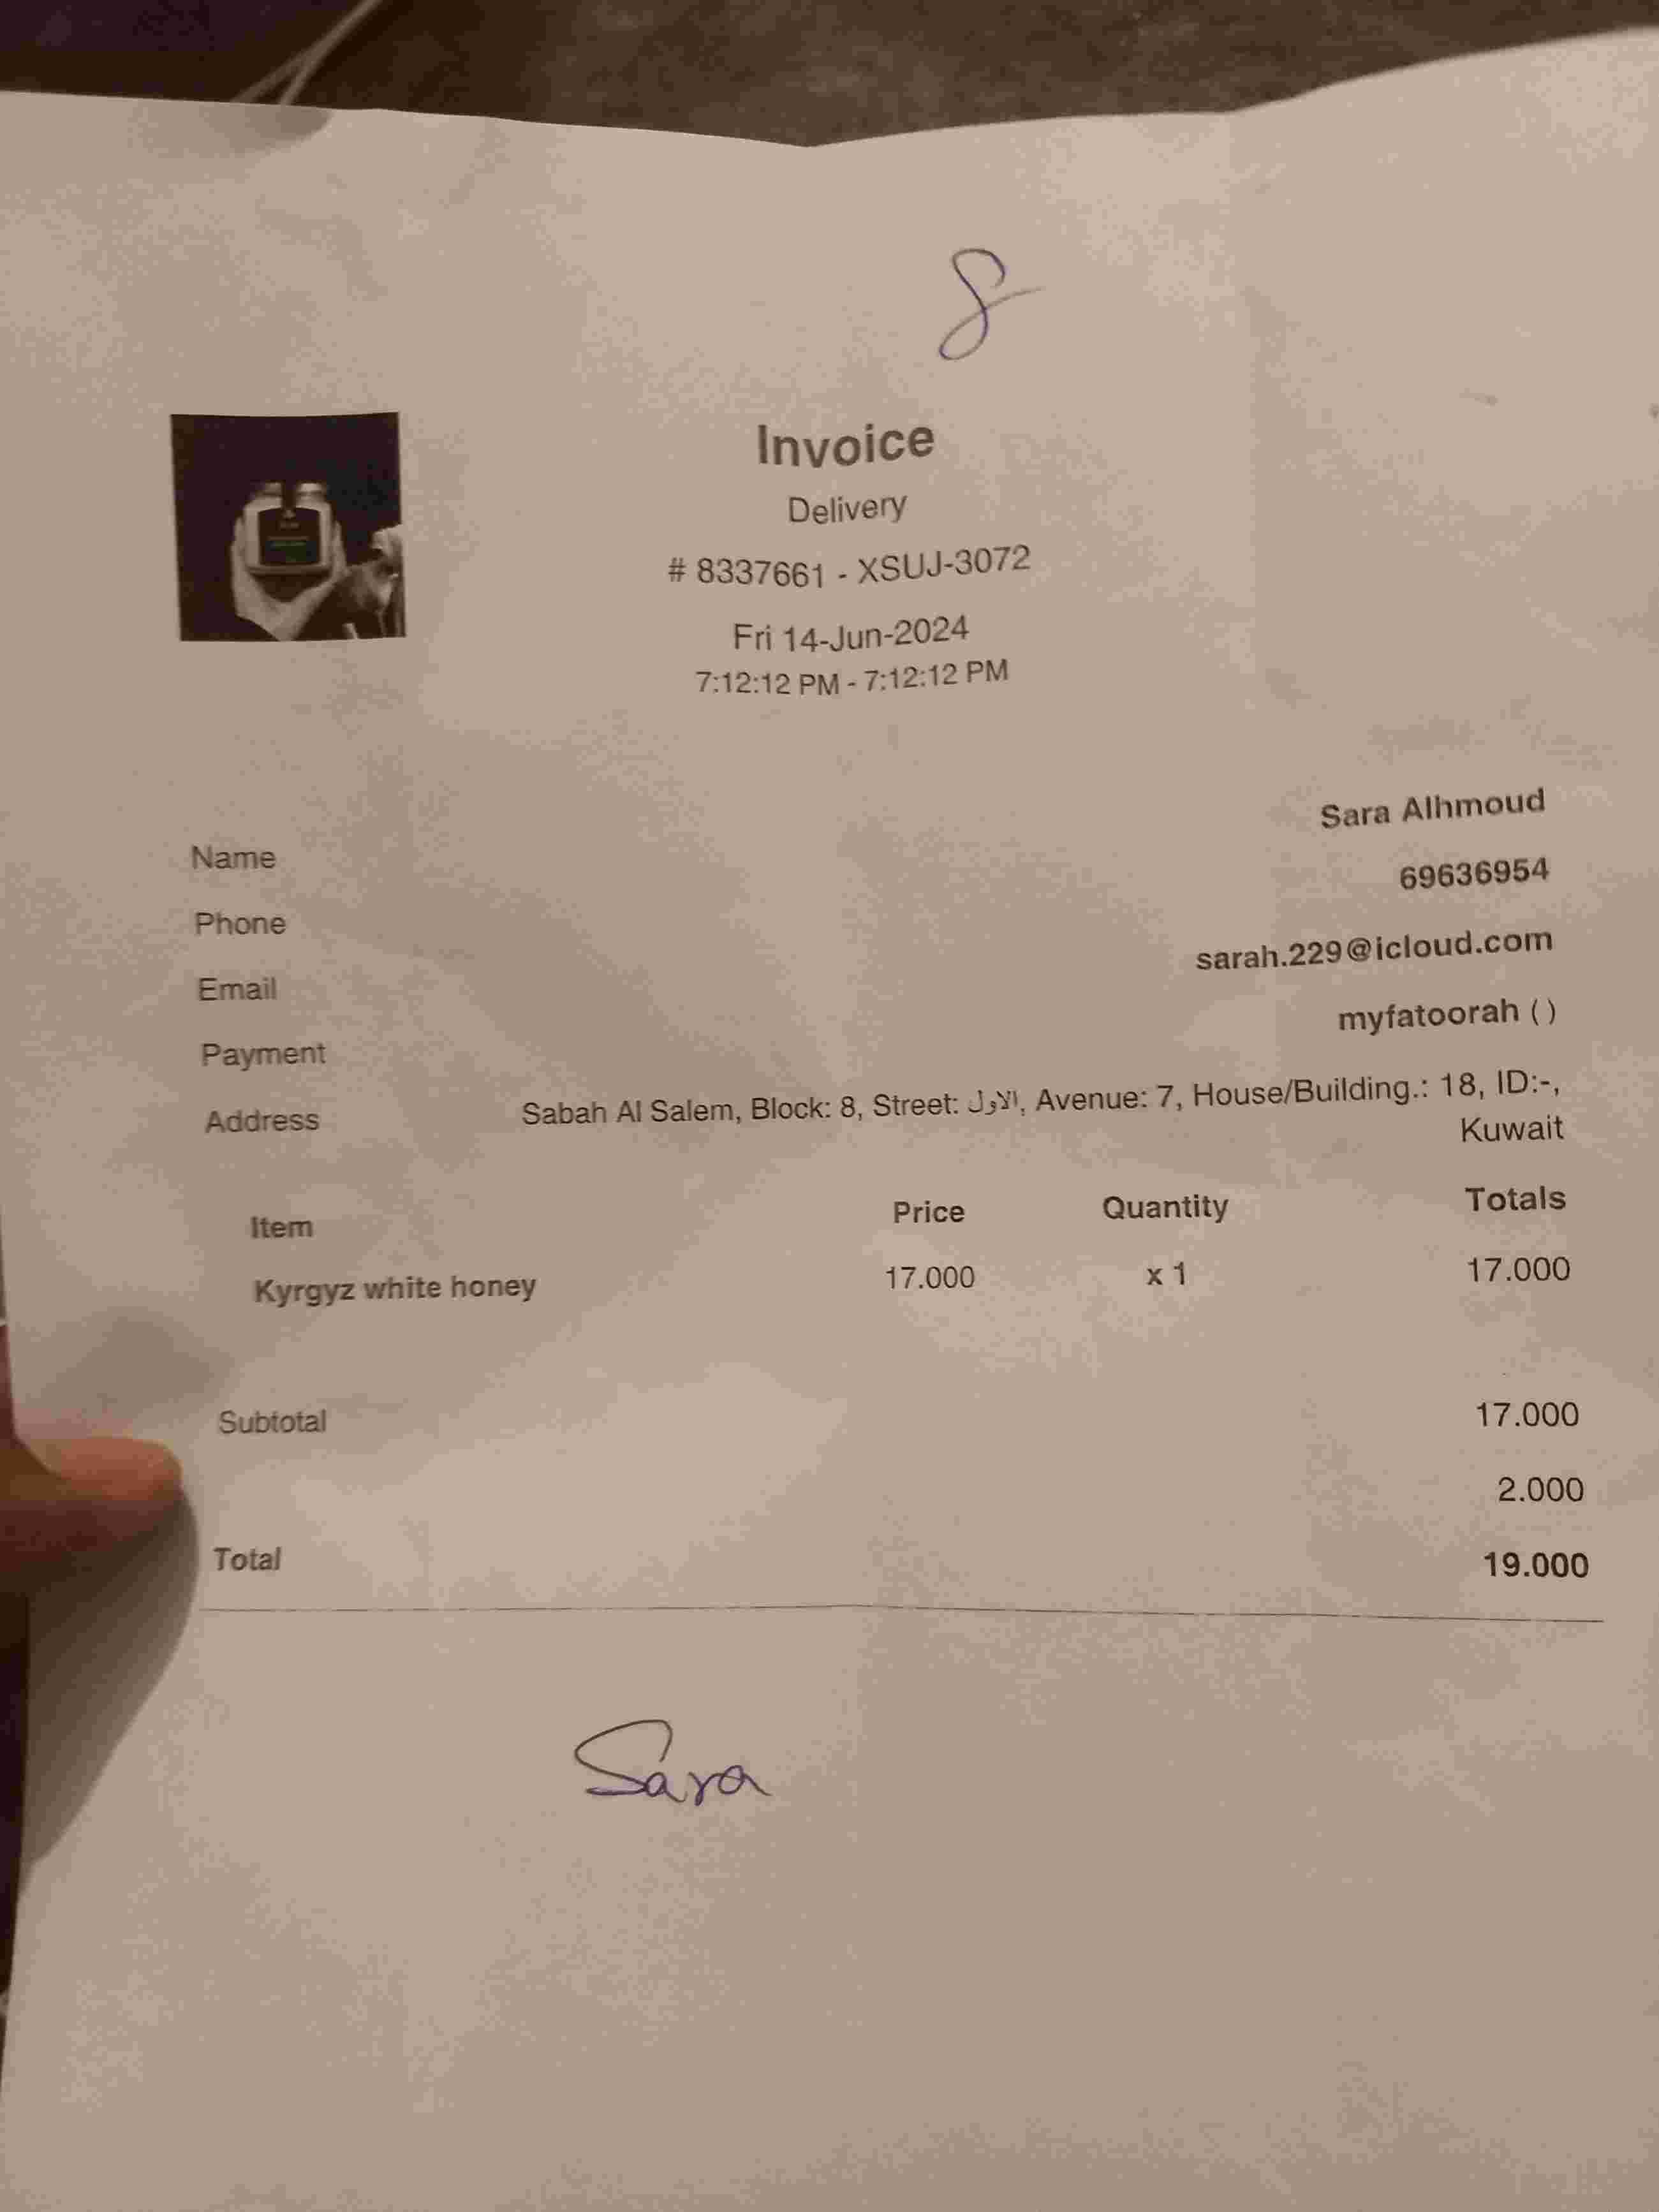 8
Invoice
Delivery
# 8337661 - XSUJ-3072
Fri 14-Jun-2024
7:12:12 PM - 7:12:12 PM
Name Sara Alhmoud
Phone 69636954
Email sarah.229@icloud.com
Payment myfatoorah ( )
Address Sabah Al Salem, Block: 8, Street: الاول, Avenue: 7, House/Building.: 18, ID:-,
Kuwait
Item Price Quantity Totals
Kyrgyz white honey 17.000 x 1 17.000
Subtotal 17.000
2.000
Total 19.000
Sara